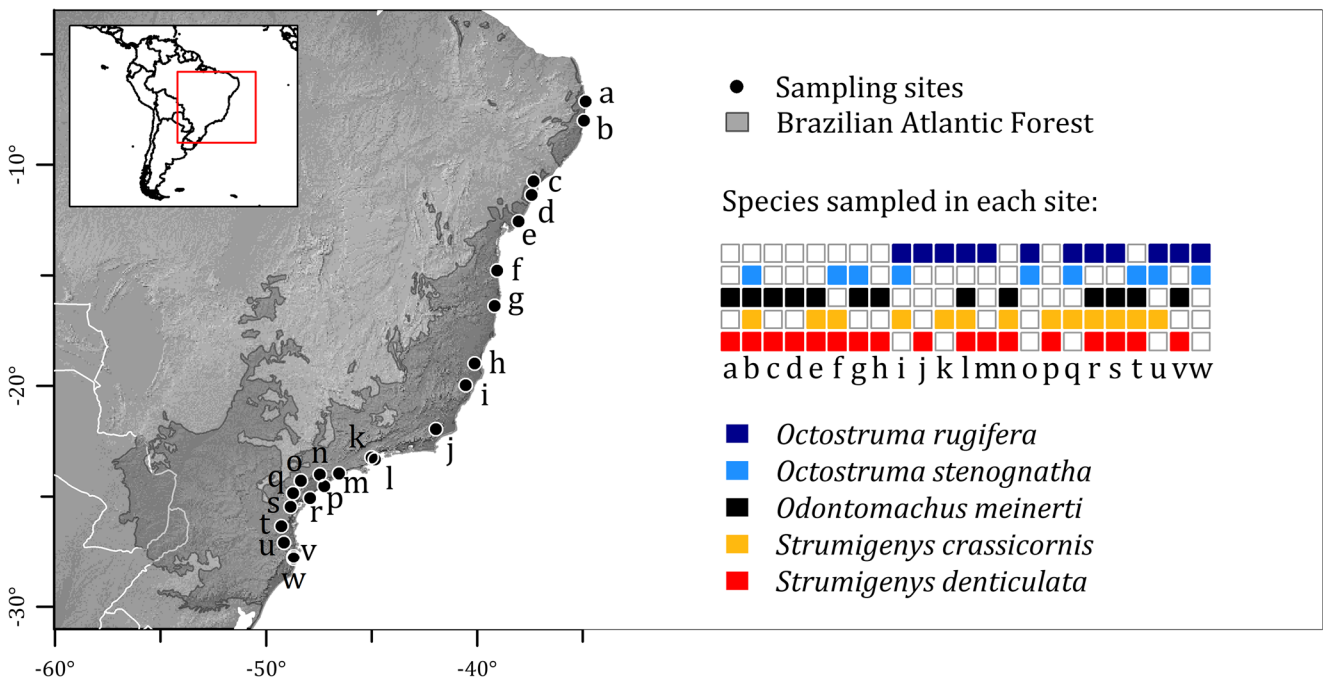 a
b
c
d
e
f
g
h
i
j
k
l
n
m
o
p
q
r
s
t
u
v
w
-10°
-20°
-30°
-60°
-50°
-40°
Sampling sites
Brazilian Atlantic Forest
Species sampled in each site:
a b c d e f g h i j k l m n o p q r s t u v w
Octostruma rugifera
Octostruma stenognatha
Odontomachus meinerti
Strumigenys crassicornis
Strumigenys denticulata